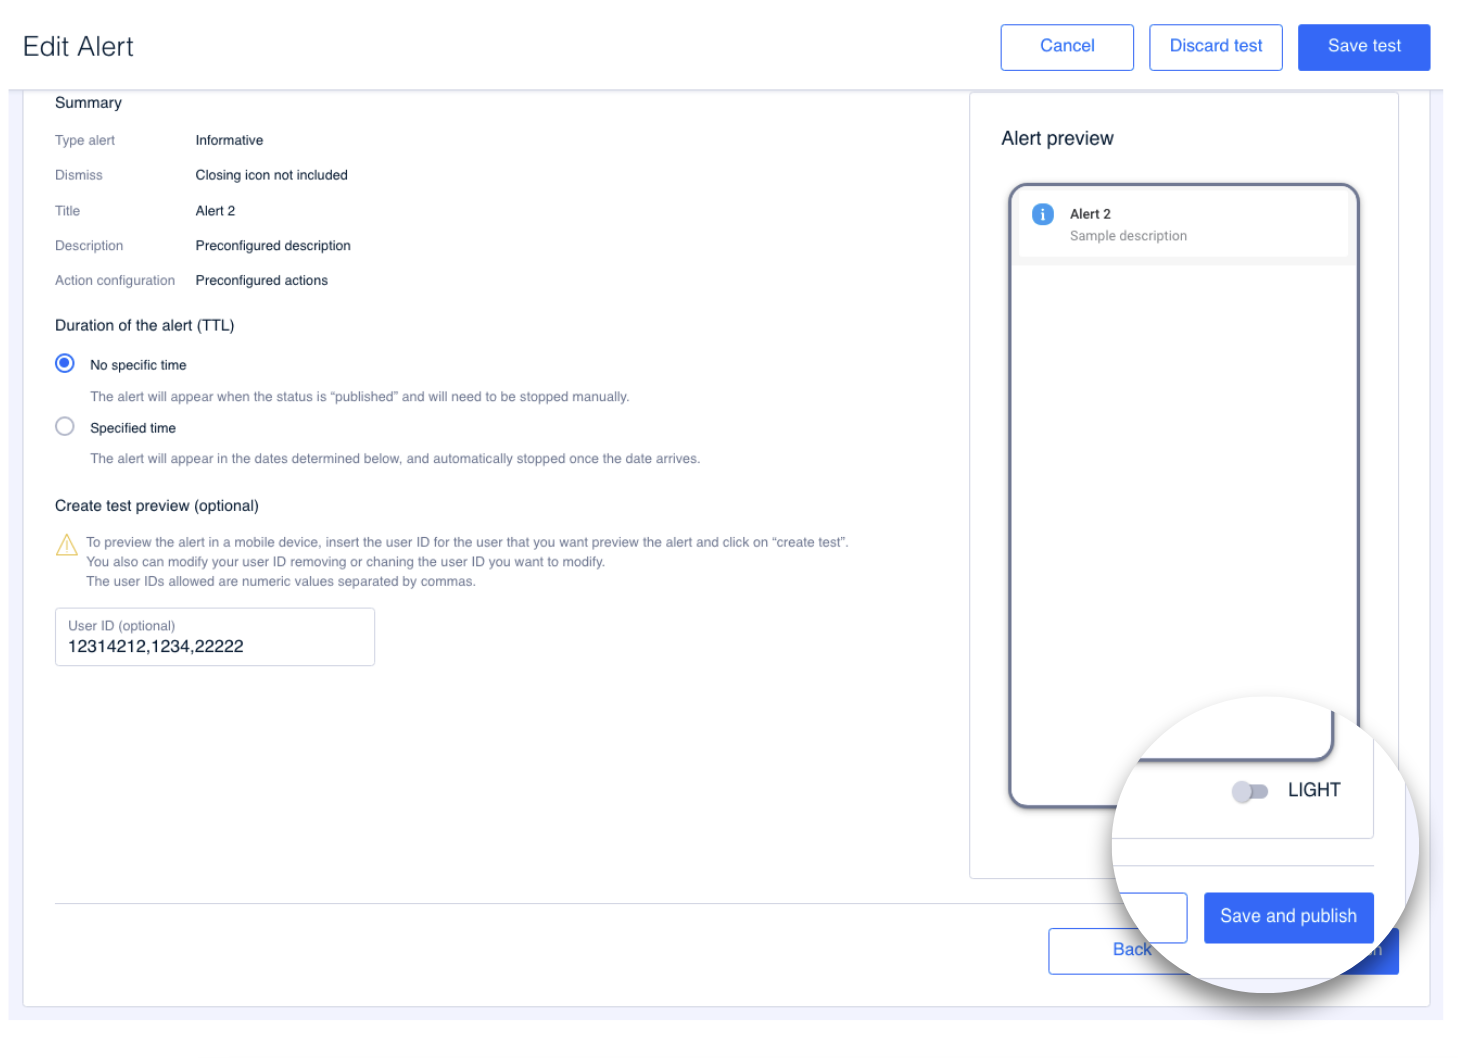 Edit Alert
Cancel
Discard test
Save test
Summary
Type alert
Informative
Dismiss
Closing icon not included
Title
Alert 2
Description
Preconfigured description
Action configuration
Preconfigured actions
Duration of the alert (TTL)
No specific time
The alert will appear when the status is “published” and will need to be stopped manually.
Specified time
The alert will appear in the dates determined below, and automatically stopped once the date arrives.
Create test preview (optional)
To preview the alert in a mobile device, insert the user ID for the user that you want preview the alert and click on “create test”.
You also can modify your user ID removing or chaning the user ID you want to modify.
The user IDs allowed are numeric values separated by commas.
User ID (optional)
12314212,1234,22222
Alert preview
Alert 2
Sample description
LIGHT
Save and publish
Back